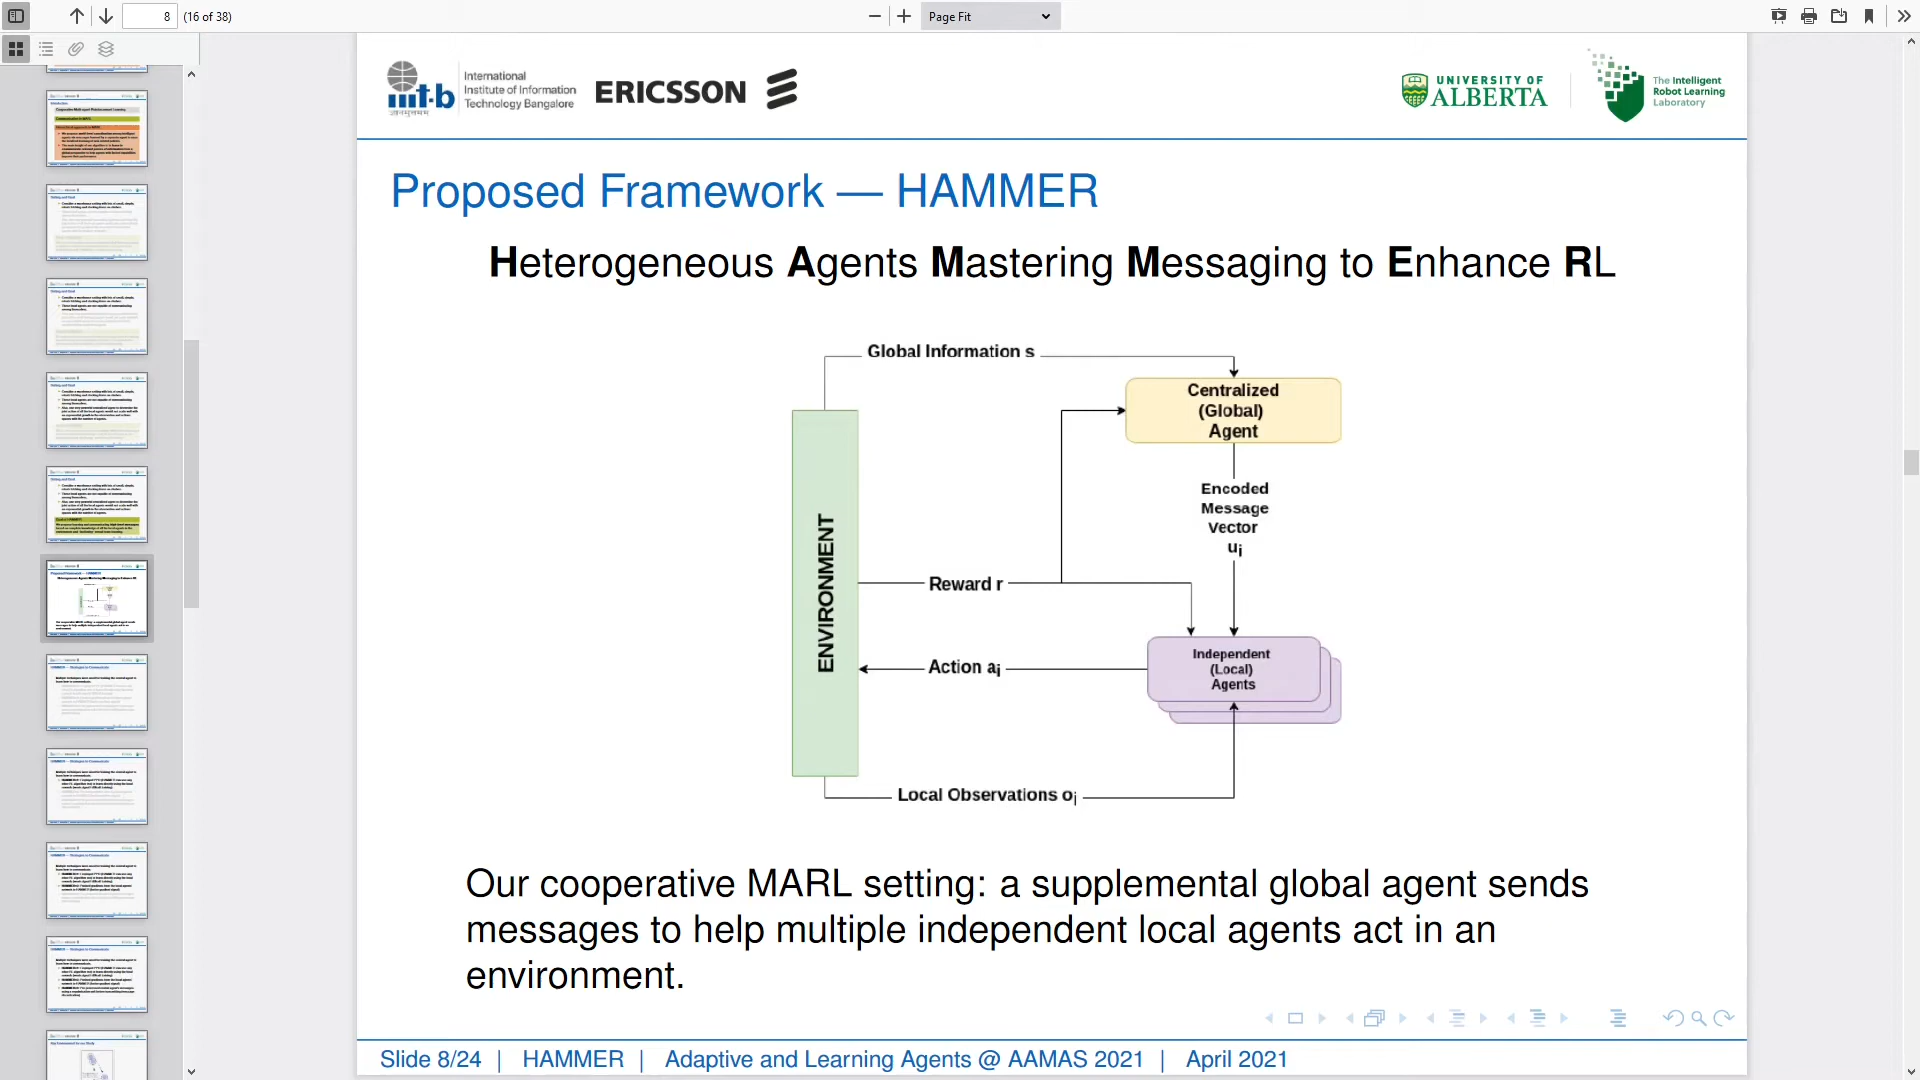 8
(16 of 38)
Page Fit
iiit-b
International
Institute of Information
Technology Bangalore
ERICSSON
UNIVERSITY OF
ALBERTA
The Intelligent
Robot Learning
Laboratory
Proposed Framework — HAMMER
Heterogeneous Agents Mastering Messaging to Enhance RL
Global Information s
Centralized
(Global)
Agent
Encoded
Message
Vector
ui
ENVIRONMENT
Reward r
Action ai
Independent
(Local)
Agents
Local Observations oi
Our cooperative MARL setting: a supplemental global agent sends
messages to help multiple independent local agents act in an
environment.
Slide 8/24 | HAMMER | Adaptive and Learning Agents @ AAMAS 2021 | April 2021